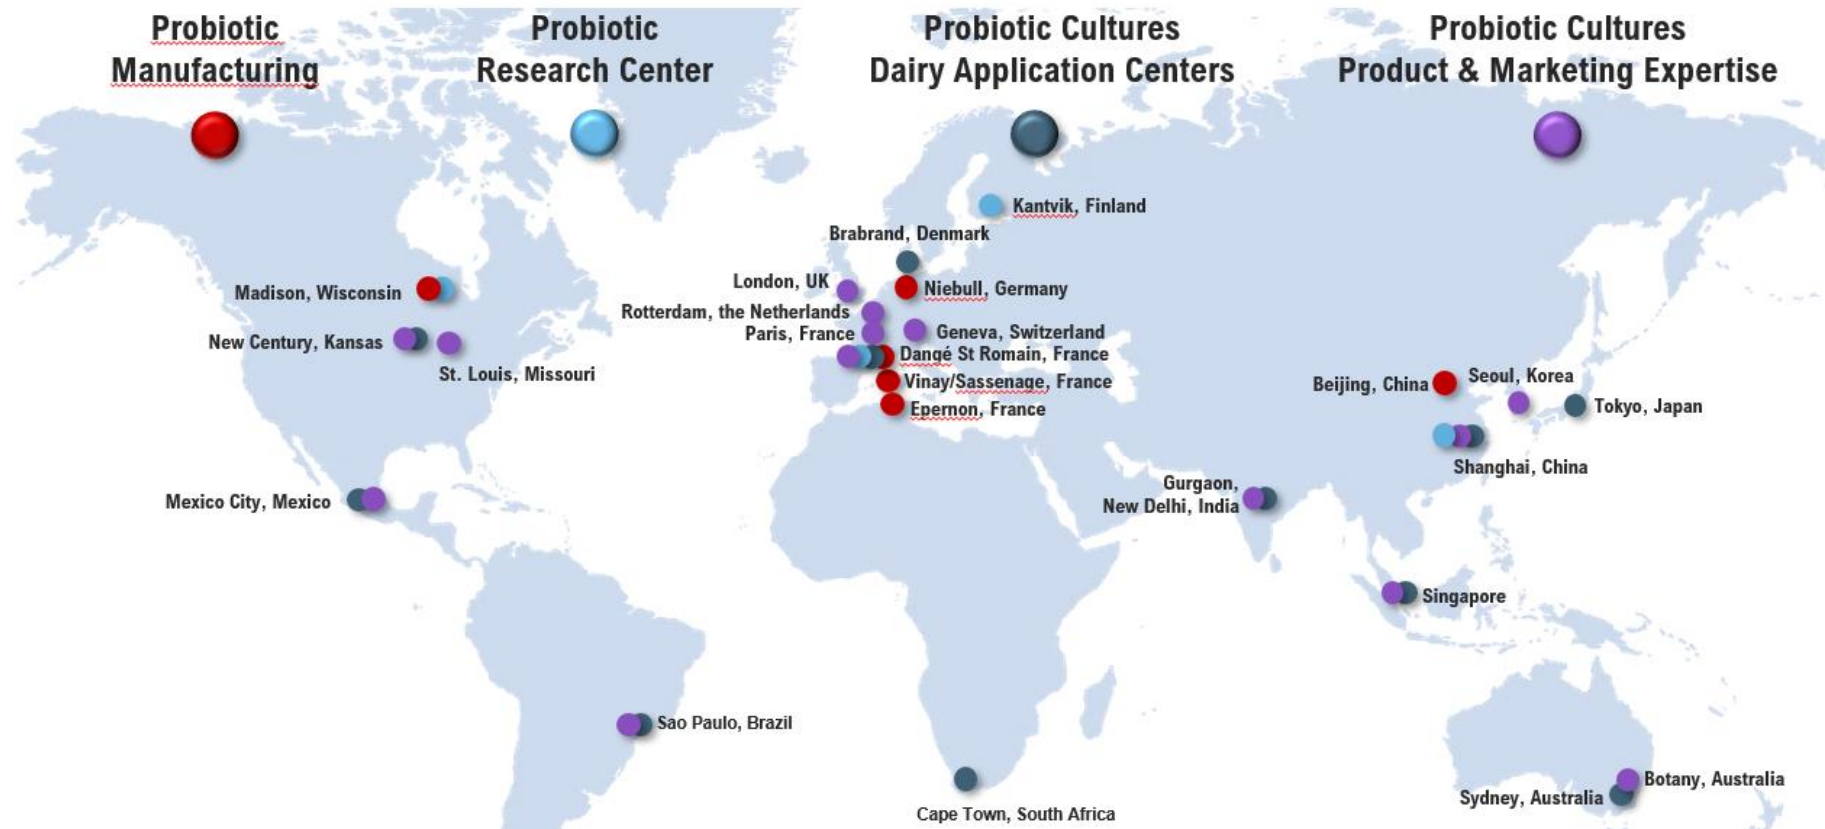 Probiotic
Manufacturing
Probiotic
Research Center
Probiotic Cultures
Dairy Application Centers
Probiotic Cultures
Product & Marketing Expertise
Kantvik, Finland
Brabrand, Denmark
London, UK
Niebull, Germany
Madison, Wisconsin
Rotterdam, the Netherlands
Paris, France
Geneva, Switzerland
New Century, Kansas
Dangé St Romain, France
St. Louis, Missouri
Vinay/Sassenage, France
Epernon, France
Beijing, China
Seoul, Korea
Tokyo, Japan
Shanghai, China
Mexico City, Mexico
Gurgaon,
New Delhi, India
Singapore
Sao Paulo, Brazil
Botany, Australia
Sydney, Australia
Cape Town, South Africa